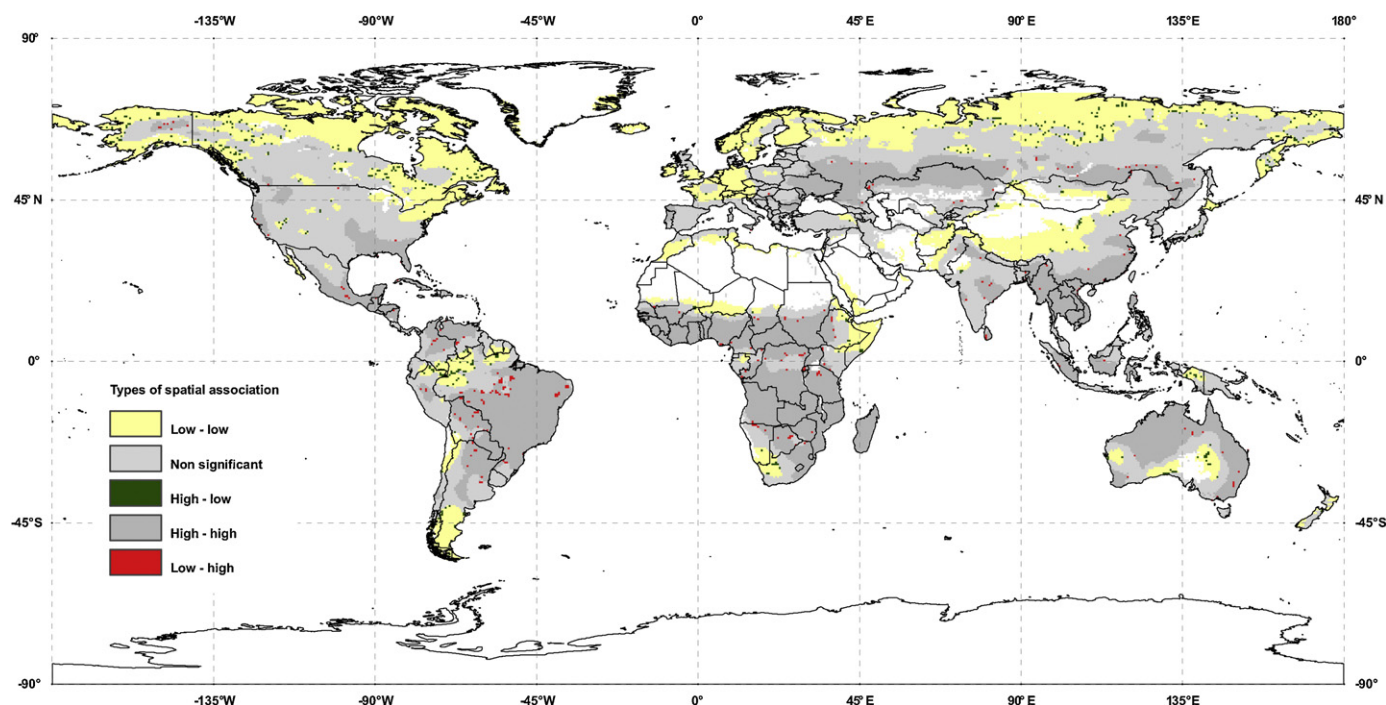 -135°W -90°W -45°W 0° 45°E 90°E 135°E 180°
90° 90°
45°N 45°N
0° 0°
Types of spatial association
Low - low
Non significant
High - low
High - high
Low - high
-45°S -45°S
-90° -90°
-135°W -90°W -45°W 0° 45°E 90°E 135°E